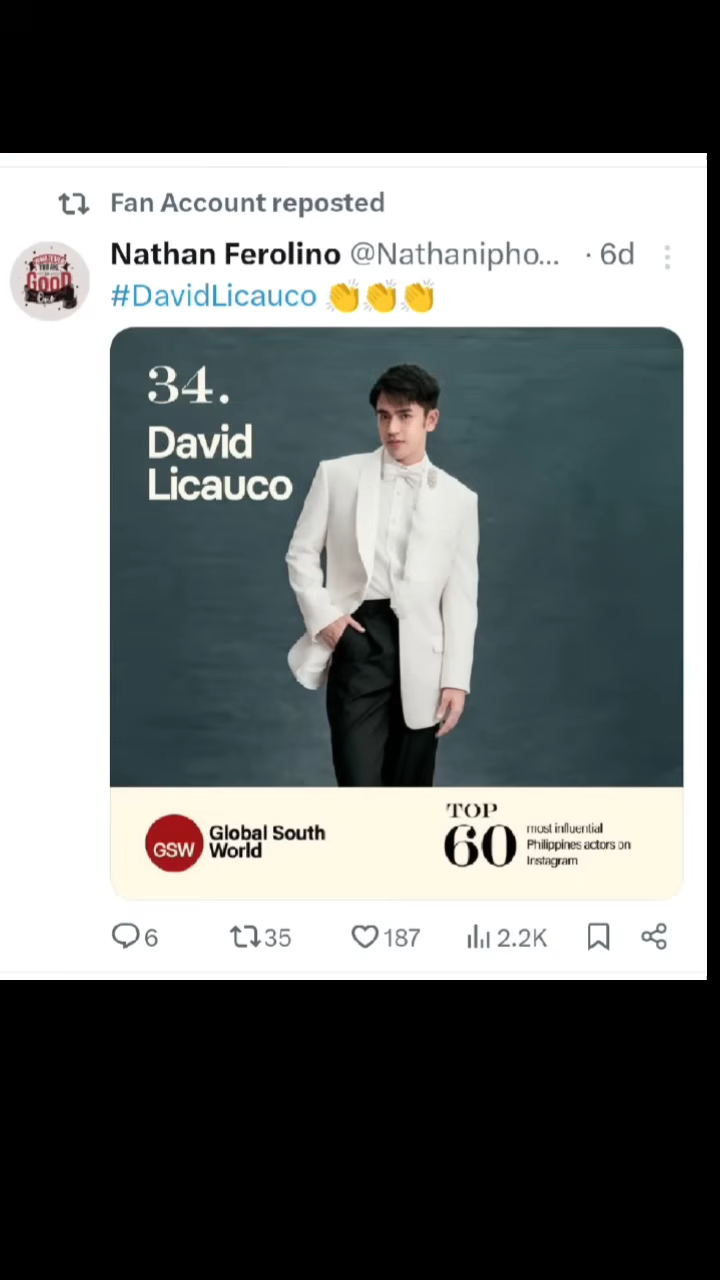 Fan Account reposted
Nathan Ferolino @Nathanipho... · 6d
#DavidLicauco 👏👏👏
34.
David
Licauco
GSW
Global South
World
TOP
60
most influential
Philippines actors on
Instagram
6
35
187
2.2K
GOOD